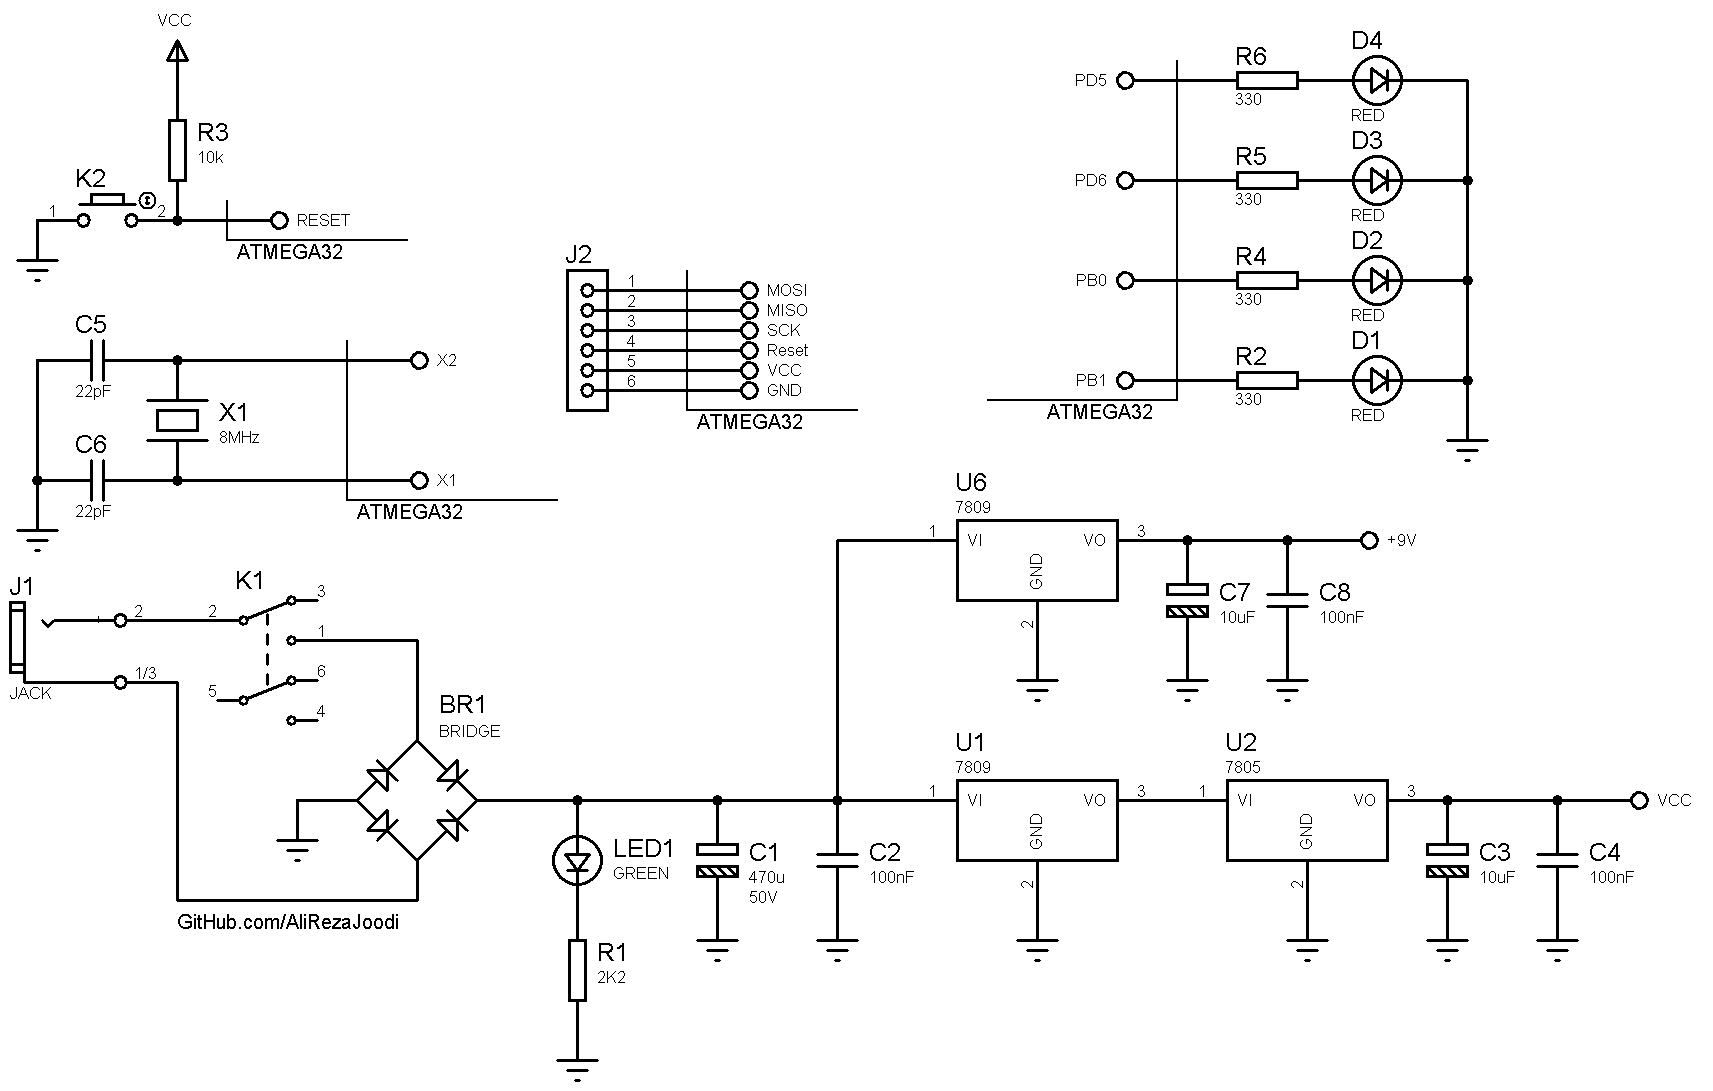 VCC
R3
10k
K2
1
2
RESET
ATMEGA32
C5
22pF
X2
X1
8MHz
C6
22pF
X1
ATMEGA32
J2
1
MOSI
2
MISO
3
SCK
4
Reset
5
VCC
6
GND
ATMEGA32
PD5
R6
330
D4
RED
PD6
R5
330
D3
RED
PB0
R4
330
D2
RED
PB1
R2
330
D1
RED
ATMEGA32
J1
JACK
2
1/3
K1
2
3
1
5
6
4
BR1
BRIDGE
GitHub.com/AliRezaJoodi
LED1
GREEN
R1
2K2
C1
470u
50V
C2
100nF
U6
7809
1
VI
VO
3
GND
2
C7
10uF
C8
100nF
+9V
U1
7809
1
VI
VO
3
GND
2
U2
7805
1
VI
VO
3
GND
2
C3
10uF
C4
100nF
VCC